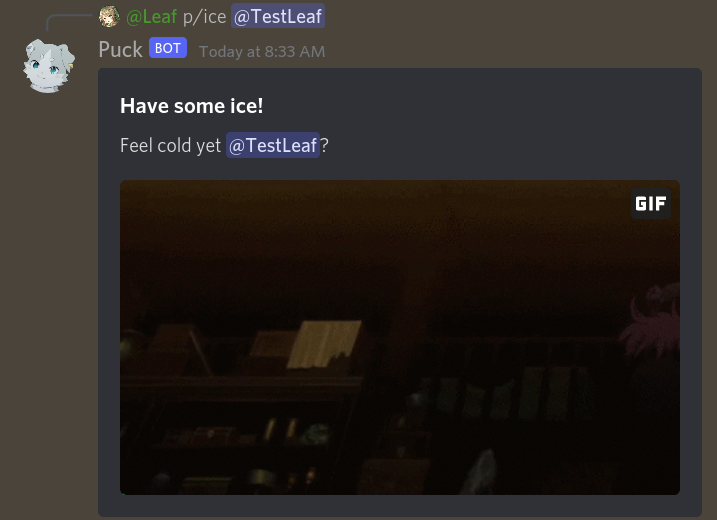 @Leaf p/ice @TestLeaf
Puck BOT Today at 8:33 AM
Have some ice!
Feel cold yet @TestLeaf?
GIF